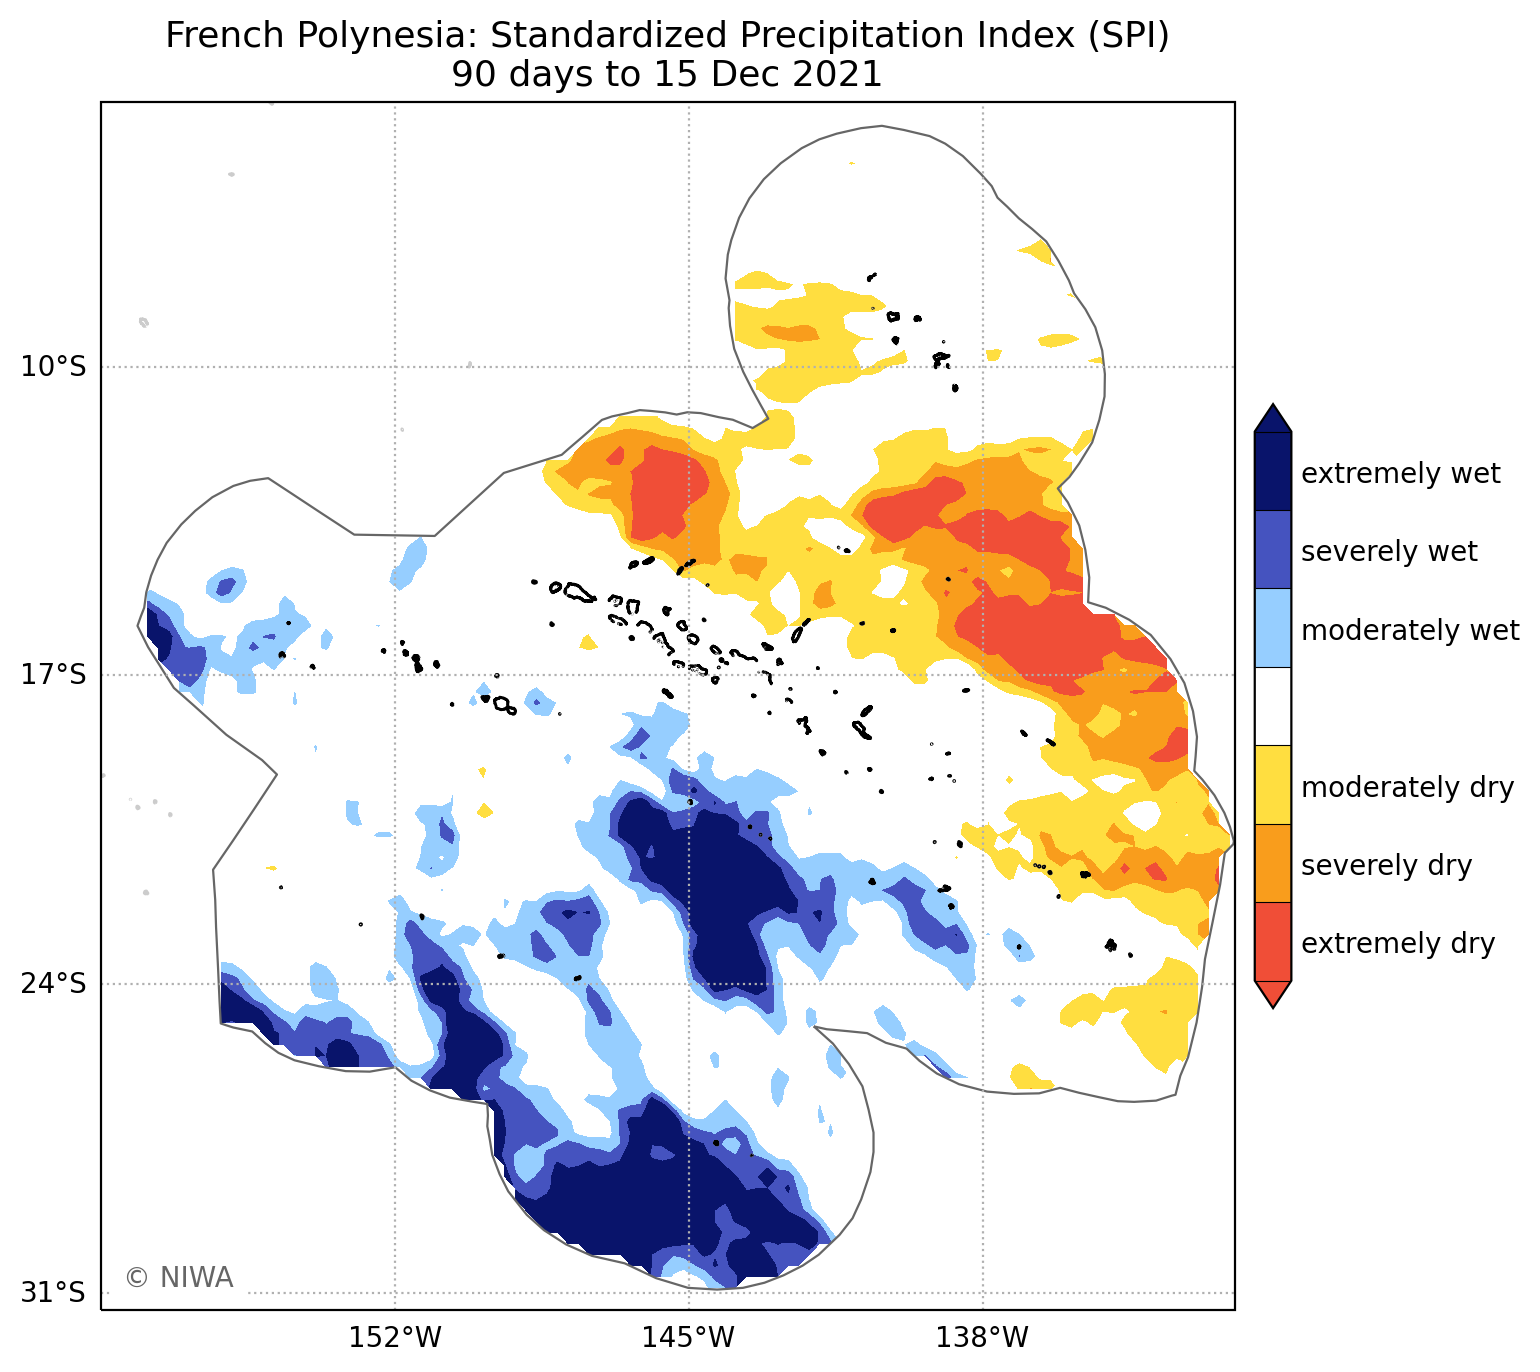 French Polynesia: Standardized Precipitation Index (SPI)
90 days to 15 Dec 2021
10°S
17°S
24°S
31°S
152°W
145°W
138°W
extremely wet
severely wet
moderately wet
moderately dry
severely dry
extremely dry
© NIWA